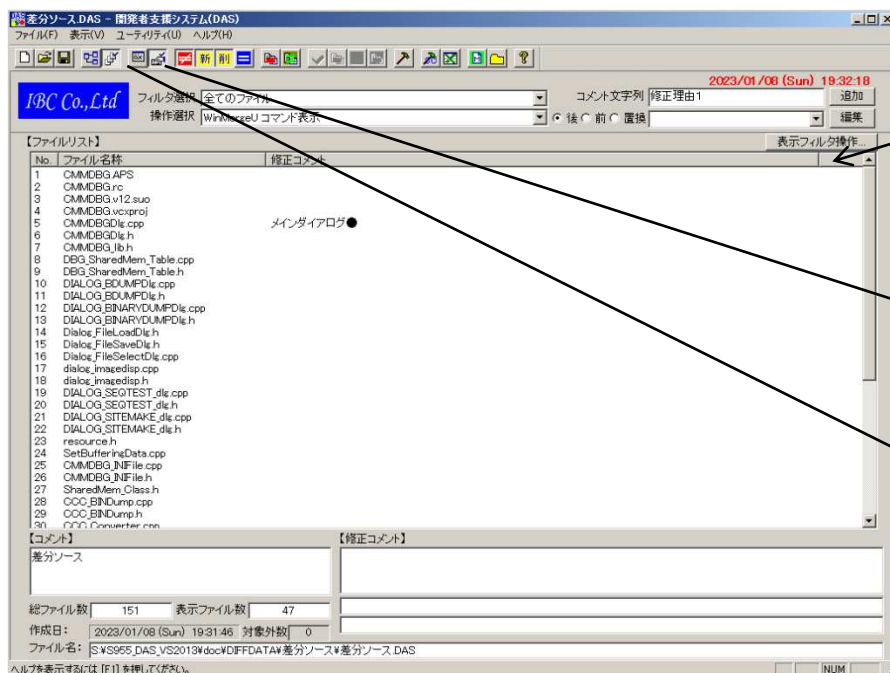 差分ソース.DAS - 開発者支援システム(DAS)
ファイル(F) 表示(V) ユーティリティ(U) ヘルプ(H)
新 削
2023/01/08 (Sun) 19:32:18
IBC Co.,Ltd
フィルタ選択 全てのファイル コメント文字列 修正理由1 追加
操作選択 WinMergeU コマンド表示 後 前 置換 編集
【ファイルリスト】 表示フィルタ操作...
No. ファイル名称 修正コメント
1 CMMDBG.APS
2 CMMDBG.rc
3 CMMDBG.v12.suo
4 CMMDBG.vcxproj
5 CMMDBGDlg.cpp メインダイアログ●
6 CMMDBGDlg.h
7 CMMDBG_lib.h
8 DBG_SharedMem_Table.cpp
9 DBG_SharedMem_Table.h
10 DIALOG_BDUMPDlg.cpp
11 DIALOG_BDUMPDlg.h
12 DIALOG_BINARYDUMPDlg.cpp
13 DIALOG_BINARYDUMPDlg.h
14 Dialog_FileLoadDlg.h
15 Dialog_FileSaveDlg.h
16 Dialog_FileSelectDlg.cpp
17 dialog_imagedisp.cpp
18 dialog_imagedisp.h
19 DIALOG_SEQTEST_dlg.cpp
20 DIALOG_SEQTEST_dlg.h
21 DIALOG_SITEMAKE_dlg.cpp
22 DIALOG_SITEMAKE_dlg.h
23 resource.h
24 SetBufferingData.cpp
25 CMMDBG_INIFile.cpp
26 CMMDBG_INIFile.h
27 SharedMem_Class.h
28 CCC_BINDump.cpp
29 CCC_BINDump.h
30 CCC_Converter.cpp
【コメント】 【修正コメント】
差分ソース
総ファイル数 151 表示ファイル数 47
作成日： 2023/01/08 (Sun) 19:31:46 対象外数 0
ファイル名： S:¥S955_DAS_VS2013¥doc¥DIFFDATA¥差分ソース¥差分ソース.DAS
ヘルプを表示するには [F1] を押してください。 NUM